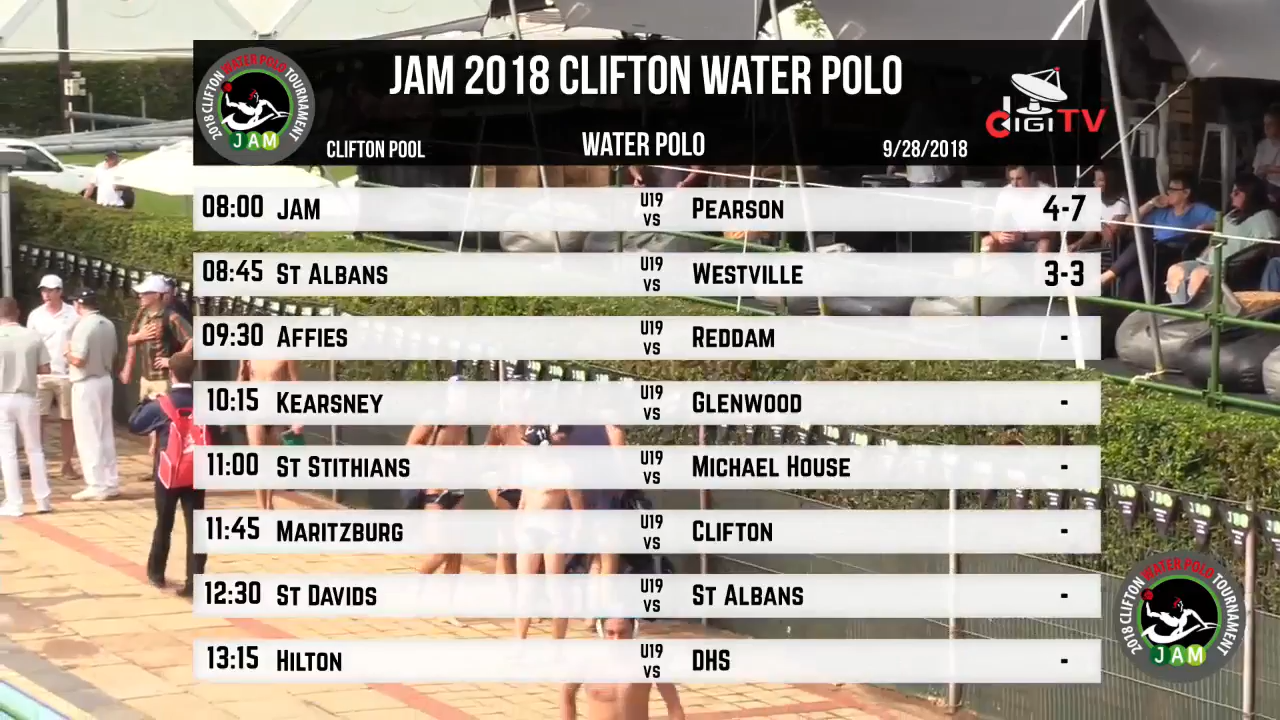 JAM 2018 CLIFTON WATER POLO
2018 CLIFTON WATER POLO TOURNAMENT
JAM
DIGITV
CLIFTON POOL WATER POLO 9/28/2018
08:00 JAM U19 VS PEARSON 4-7
08:45 ST ALBANS U19 VS WESTVILLE 3-3
09:30 AFFIES U19 VS REDDAM -
10:15 KEARSNEY U19 VS GLENWOOD -
11:00 ST STITHIANS U19 VS MICHAEL HOUSE -
11:45 MARITZBURG U19 VS CLIFTON -
12:30 ST DAVIDS U19 VS ST ALBANS -
13:15 HILTON U19 VS DHS -
2018 CLIFTON WATER POLO TOURNAMENT
JAM